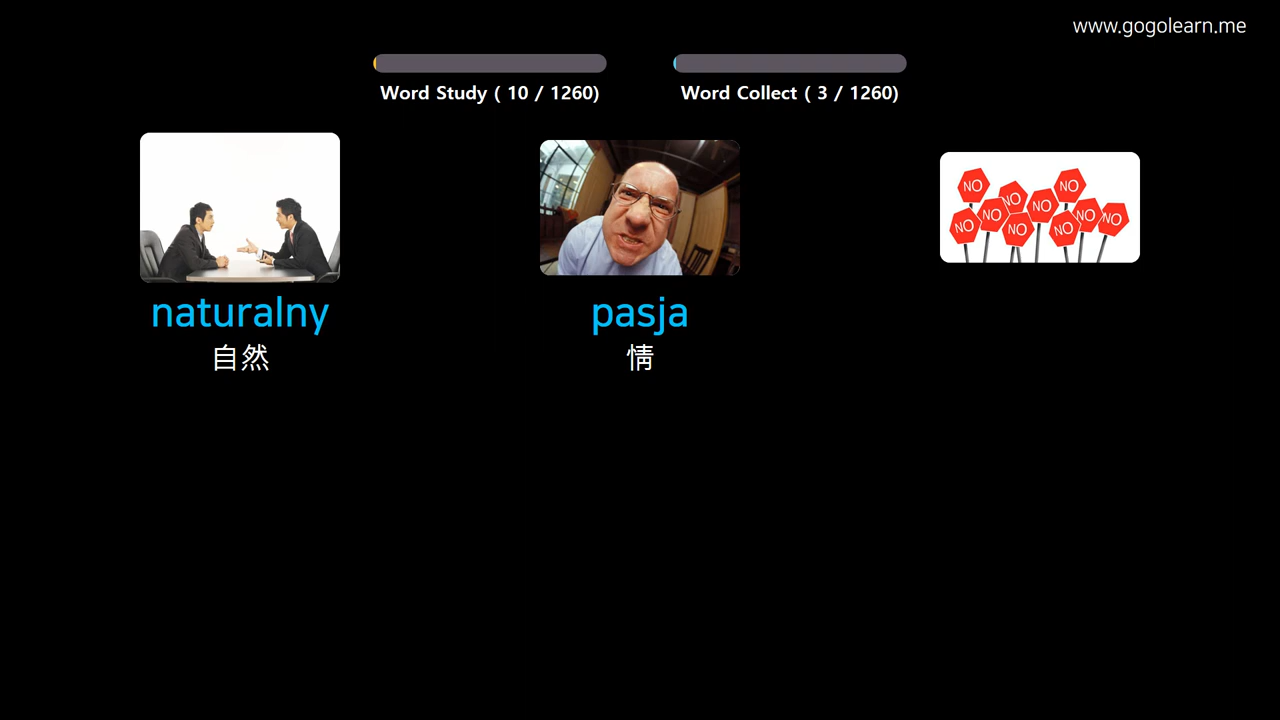 www.gogolearn.me
Word Study ( 10 / 1260)
Word Collect ( 3 / 1260)
NO NO NO NO NO NO NO NO NO NO
naturalny
自然
pasja
情